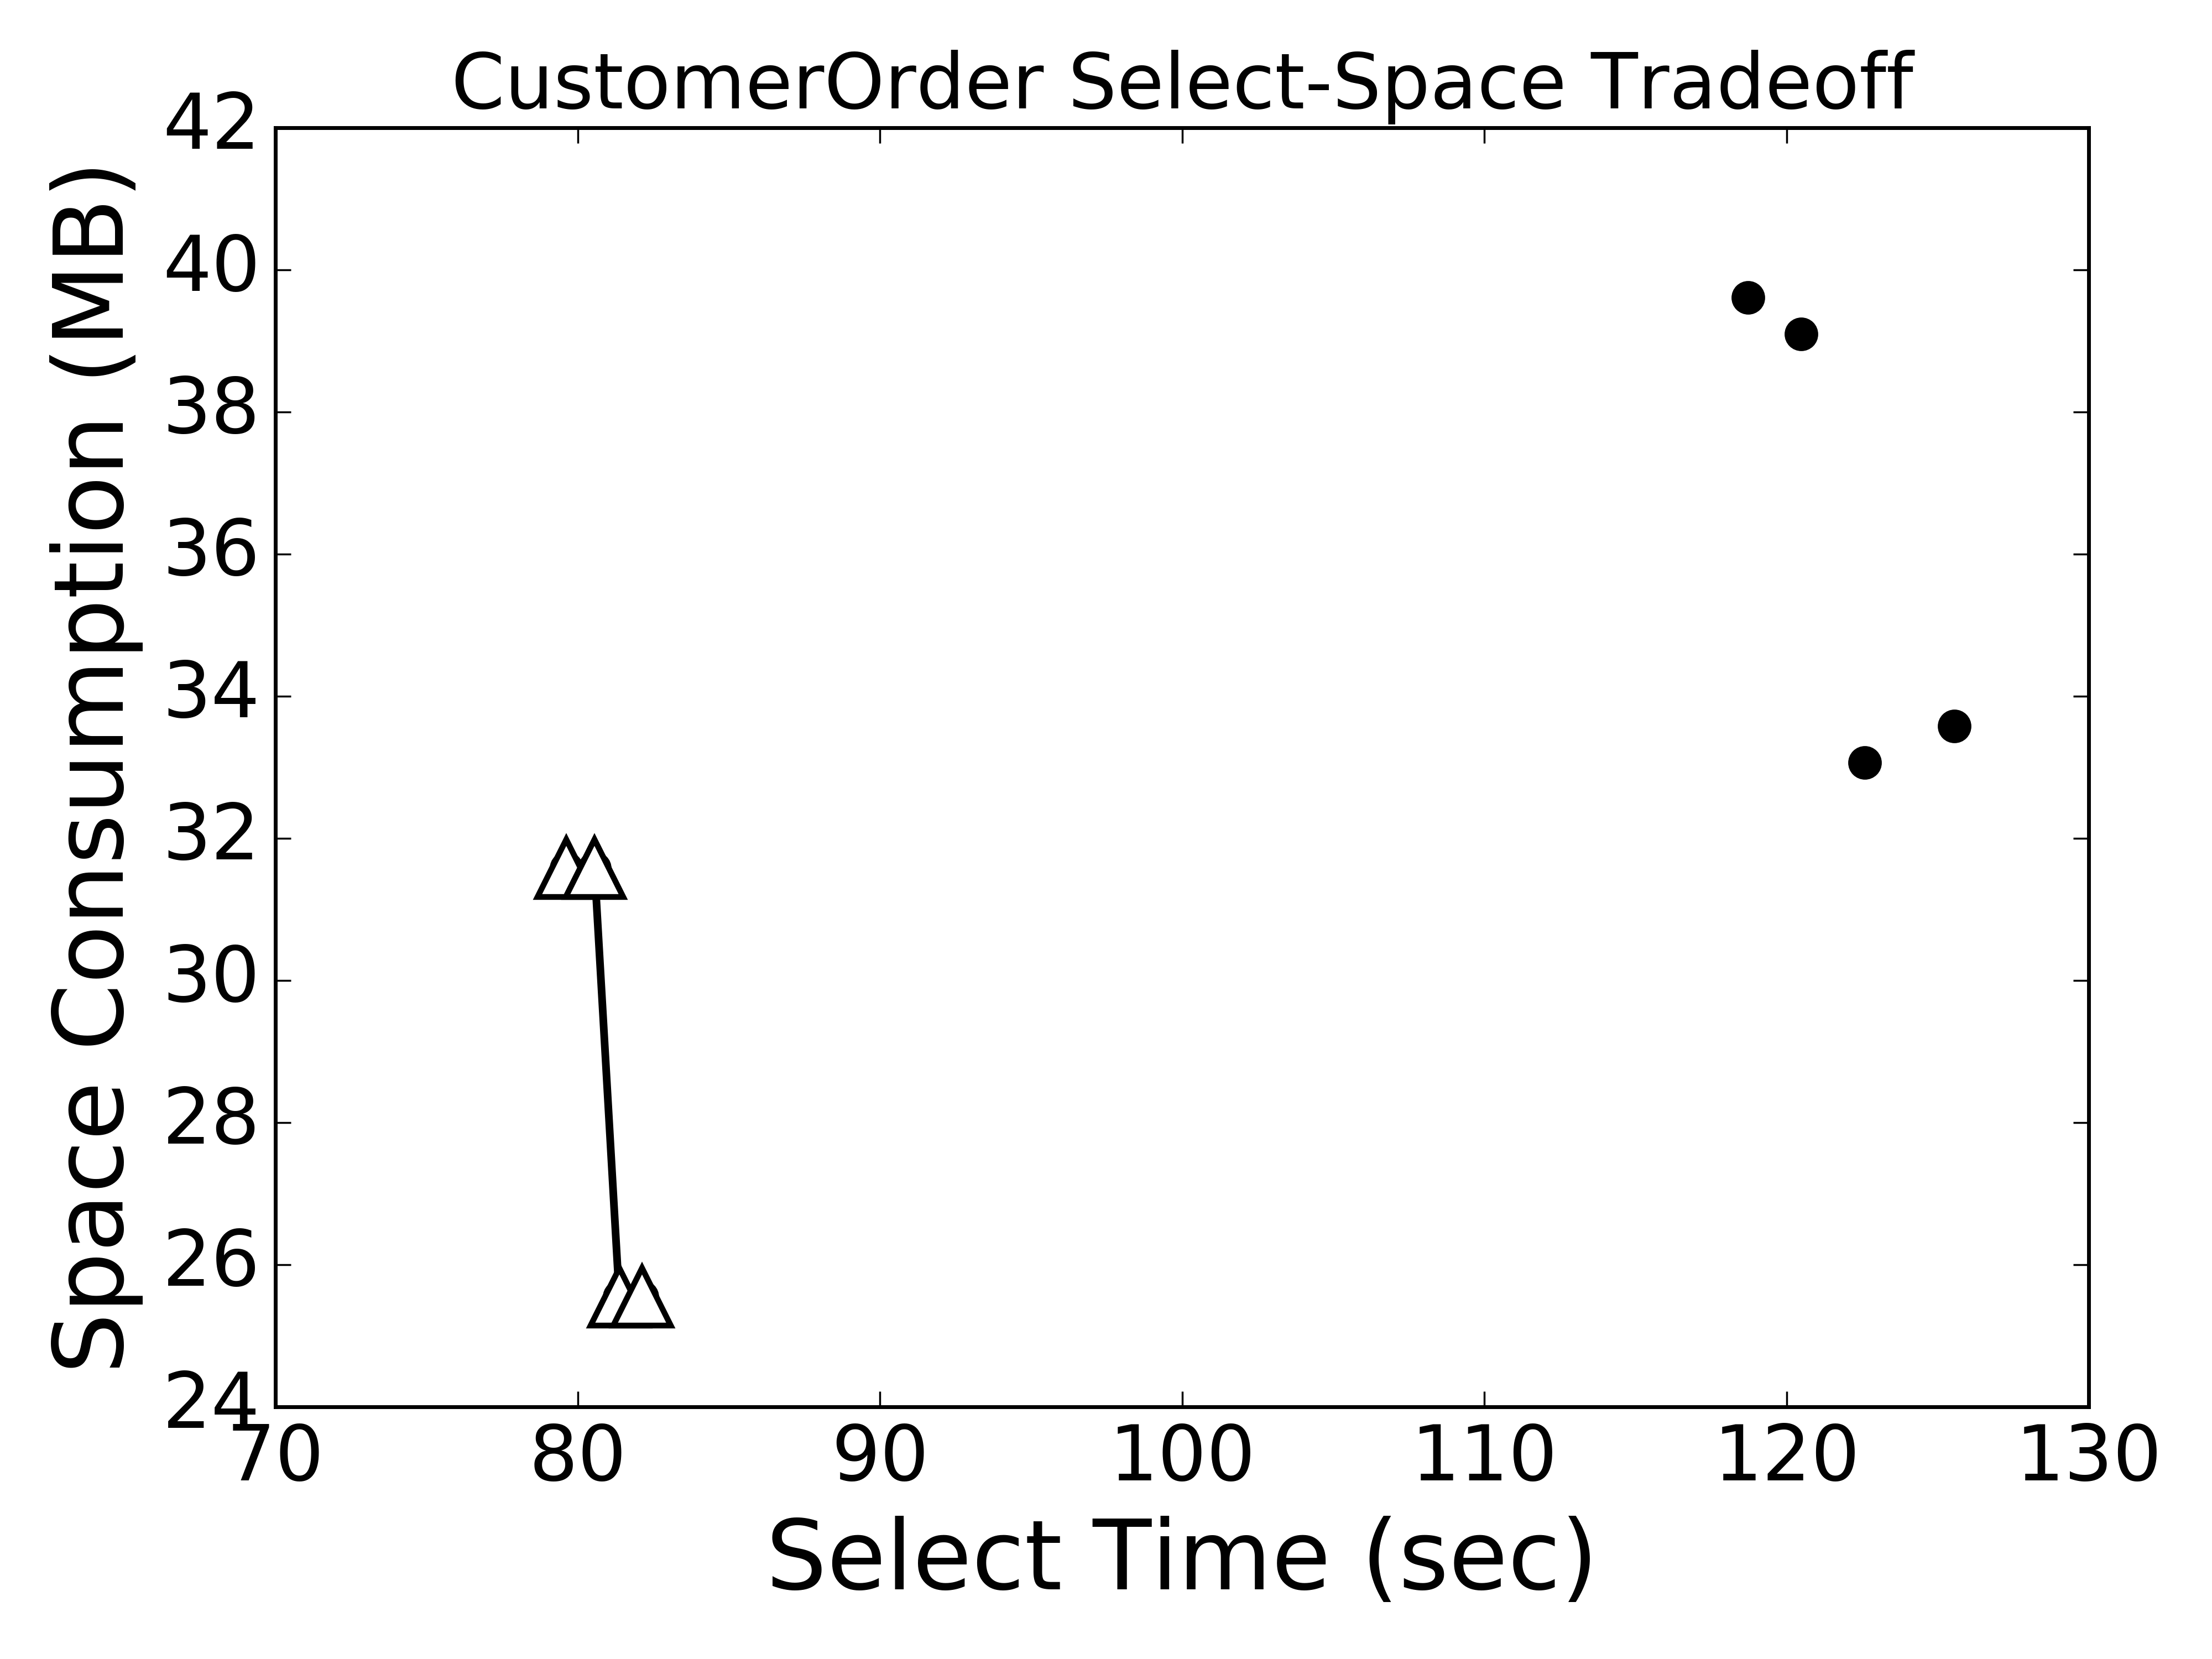 CustomerOrder Select-Space Tradeoff
Space Consumption (MB)
42
40
38
36
34
32
30
28
26
24
70 80 90 100 110 120 130
Select Time (sec)